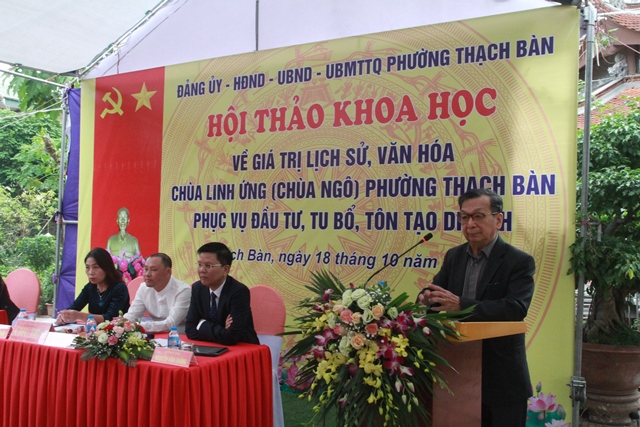 ĐẢNG ỦY - HĐND - UBND - UBMTTQ PHƯỜNG THẠCH BÀN
HỘI THẢO KHOA HỌC
VỀ GIÁ TRỊ LỊCH SỬ, VĂN HÓA
CHÙA LINH ỨNG (CHÙA NGÔ) PHƯỜNG THẠCH BÀN
PHỤC VỤ ĐẦU TƯ, TU BỔ, TÔN TẠO DI
Bàn, ngày 18 tháng 10 năm